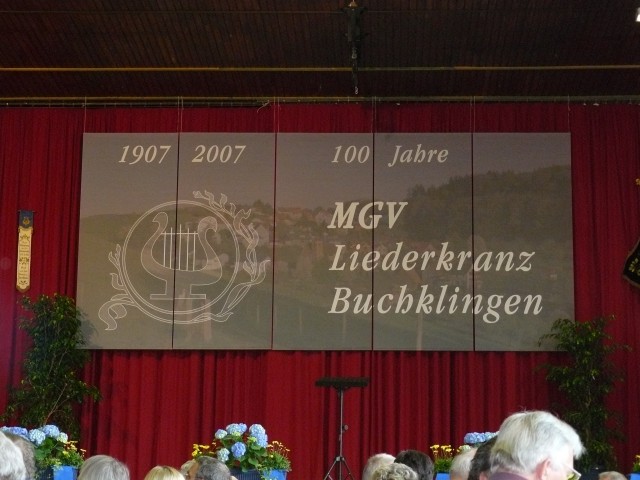 1907 2007 100 Jahre
MGV
Liederkranz
Buchklingen